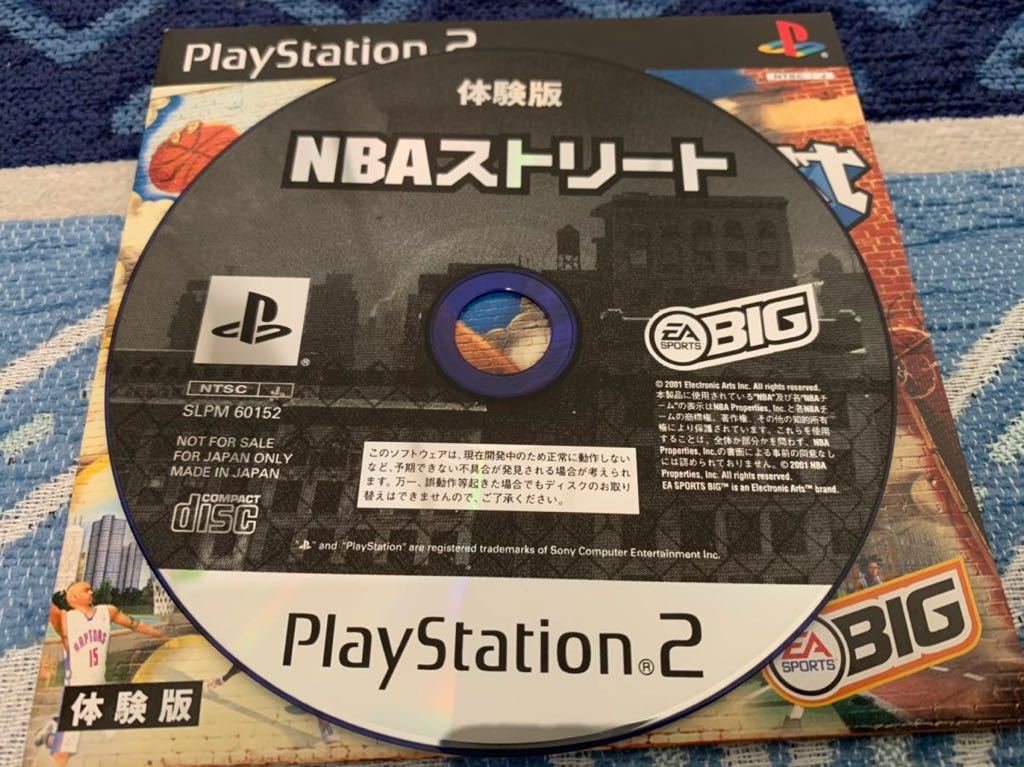 PlayStation 2
NTSC J
体験版
NBAストリート
EA SPORTS BIG
NTSC J
SLPM 60152
NOT FOR SALE
FOR JAPAN ONLY
MADE IN JAPAN
COMPACT
disc
© 2001 Electronic Arts Inc. All rights reserved.
本製品に使用されている"NBA"及び各"NBAチ
ーム"の表示はNBA Properties, Inc.と各NBAチ
ームの商標権、著作権、その他の知的所有
権により保護されています。これらを使用
することは、全体か部分かを問わず、NBA
Properties, Inc.の書面による事前の同意なし
には認められておりません。© 2001 NBA
Properties, Inc. All rights reserved.
EA SPORTS BIG™ is an Electronic Arts™ brand.
このソフトウェアは、現在開発中のため正常に動作しない
など、予期できない不具合が発見される場合が考えられ
ます。万一、誤動作等起きた場合でもディスクのお取り
替えはできませんので、ご了承ください。
" " and "PlayStation" are registered trademarks of Sony Computer Entertainment Inc.
PlayStation®2
RAPTORS
15
EA SPORTS BIG
体験版